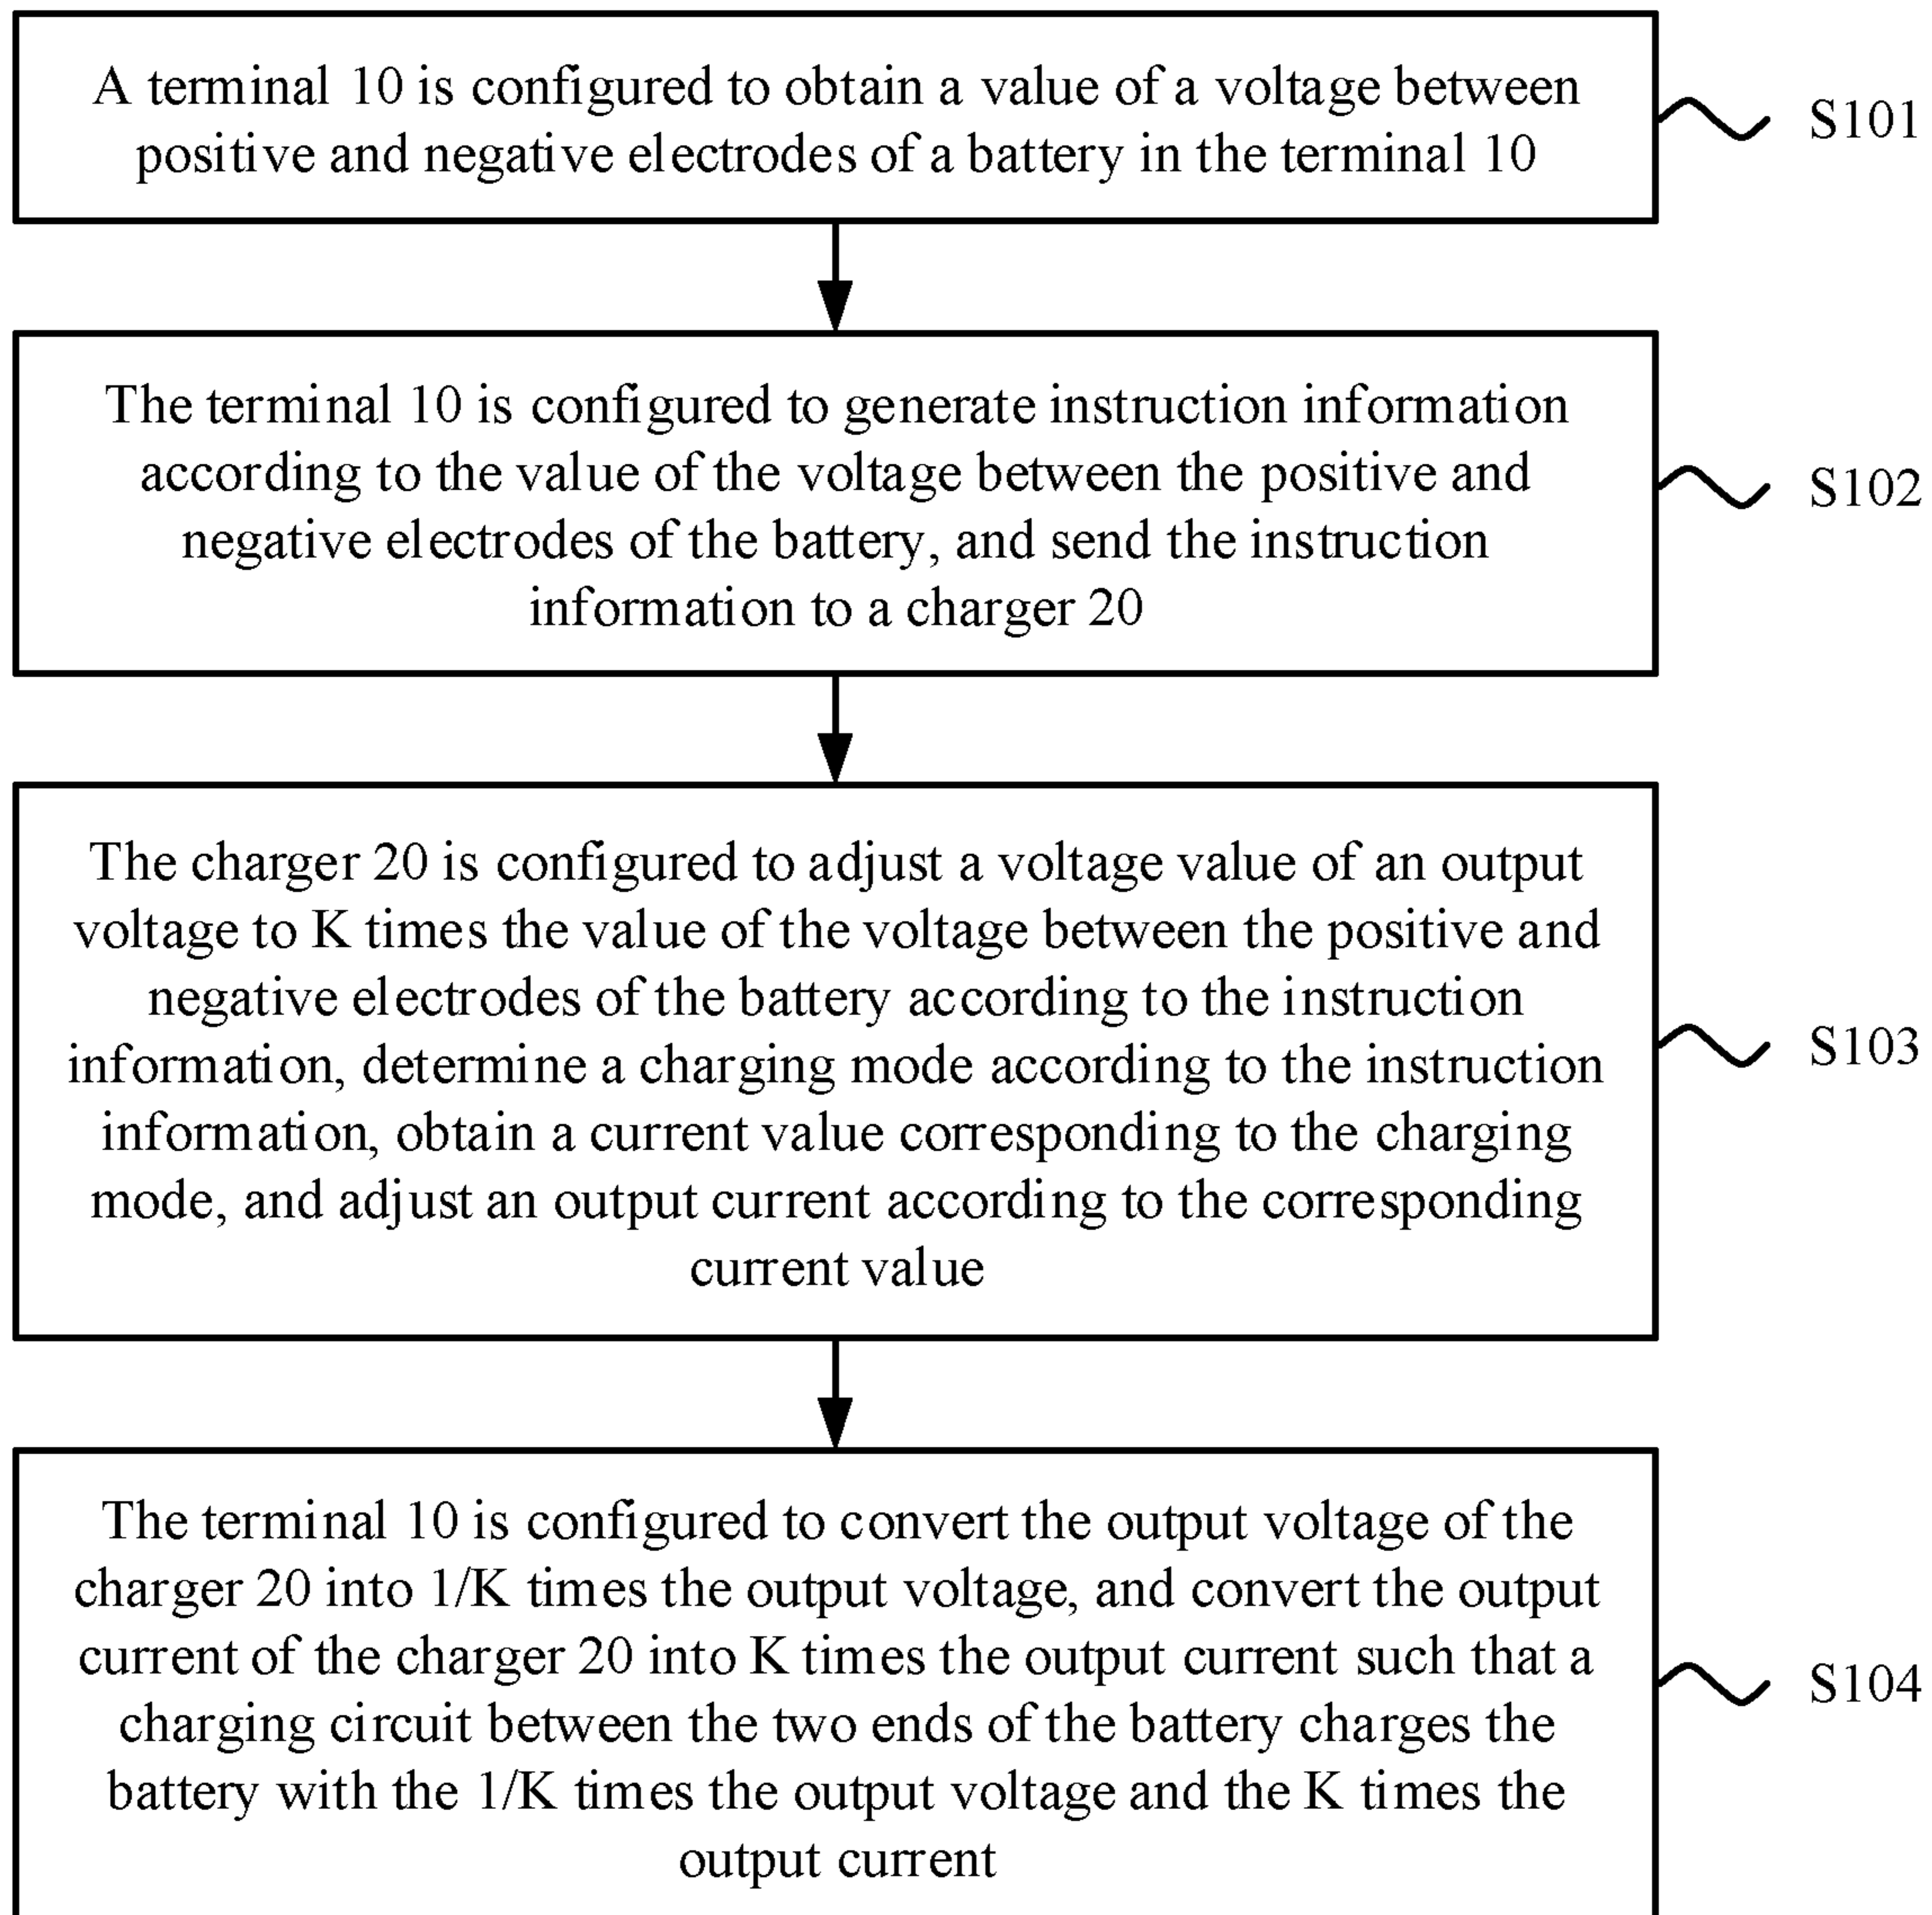 A terminal 10 is configured to obtain a value of a voltage between
positive and negative electrodes of a battery in the terminal 10
S101
The terminal 10 is configured to generate instruction information
according to the value of the voltage between the positive and
negative electrodes of the battery, and send the instruction
information to a charger 20
S102
The charger 20 is configured to adjust a voltage value of an output
voltage to K times the value of the voltage between the positive and
negative electrodes of the battery according to the instruction
information, determine a charging mode according to the instruction
information, obtain a current value corresponding to the charging
mode, and adjust an output current according to the corresponding
current value
S103
The terminal 10 is configured to convert the output voltage of the
charger 20 into 1/K times the output voltage, and convert the output
current of the charger 20 into K times the output current such that a
charging circuit between the two ends of the battery charges the
battery with the 1/K times the output voltage and the K times the
output current
S104